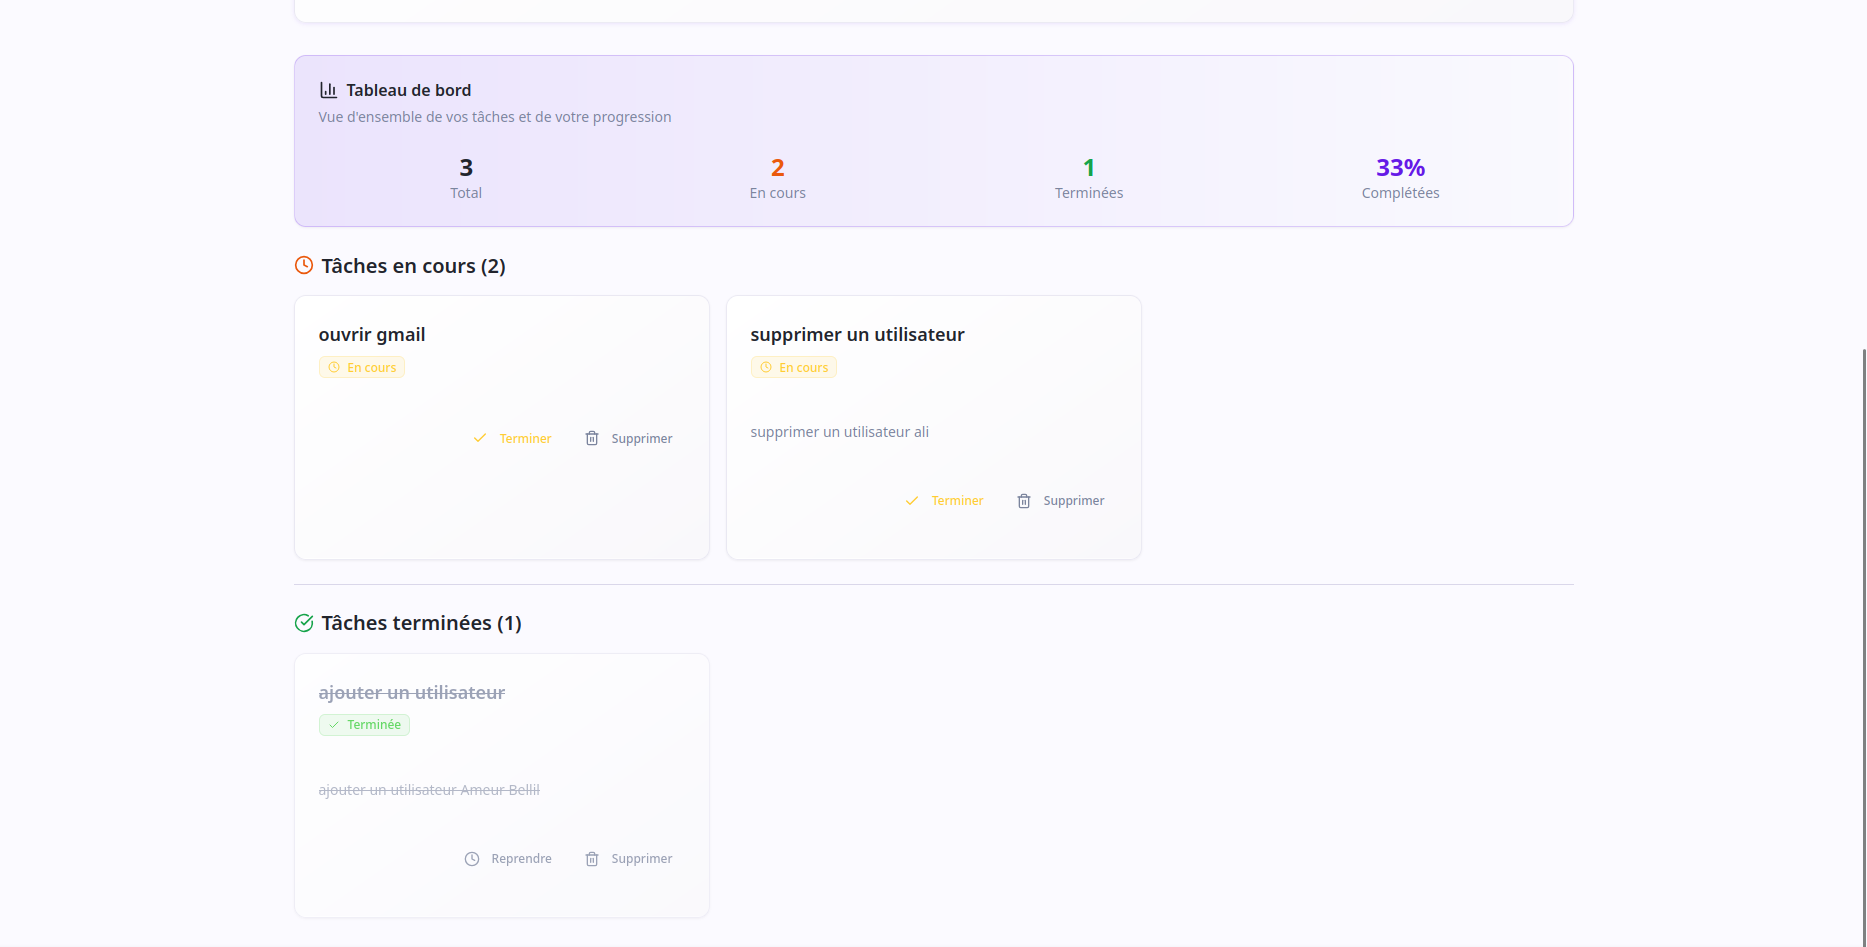 Tableau de bord
Vue d'ensemble de vos tâches et de votre progression
3
Total
2
En cours
1
Terminées
33%
Complétées
Tâches en cours (2)
ouvrir gmail
En cours
Terminer
Supprimer
supprimer un utilisateur
En cours
supprimer un utilisateur ali
Terminer
Supprimer
Tâches terminées (1)
ajouter un utilisateur
Terminée
ajouter un utilisateur Ameur Bellil
Reprendre
Supprimer